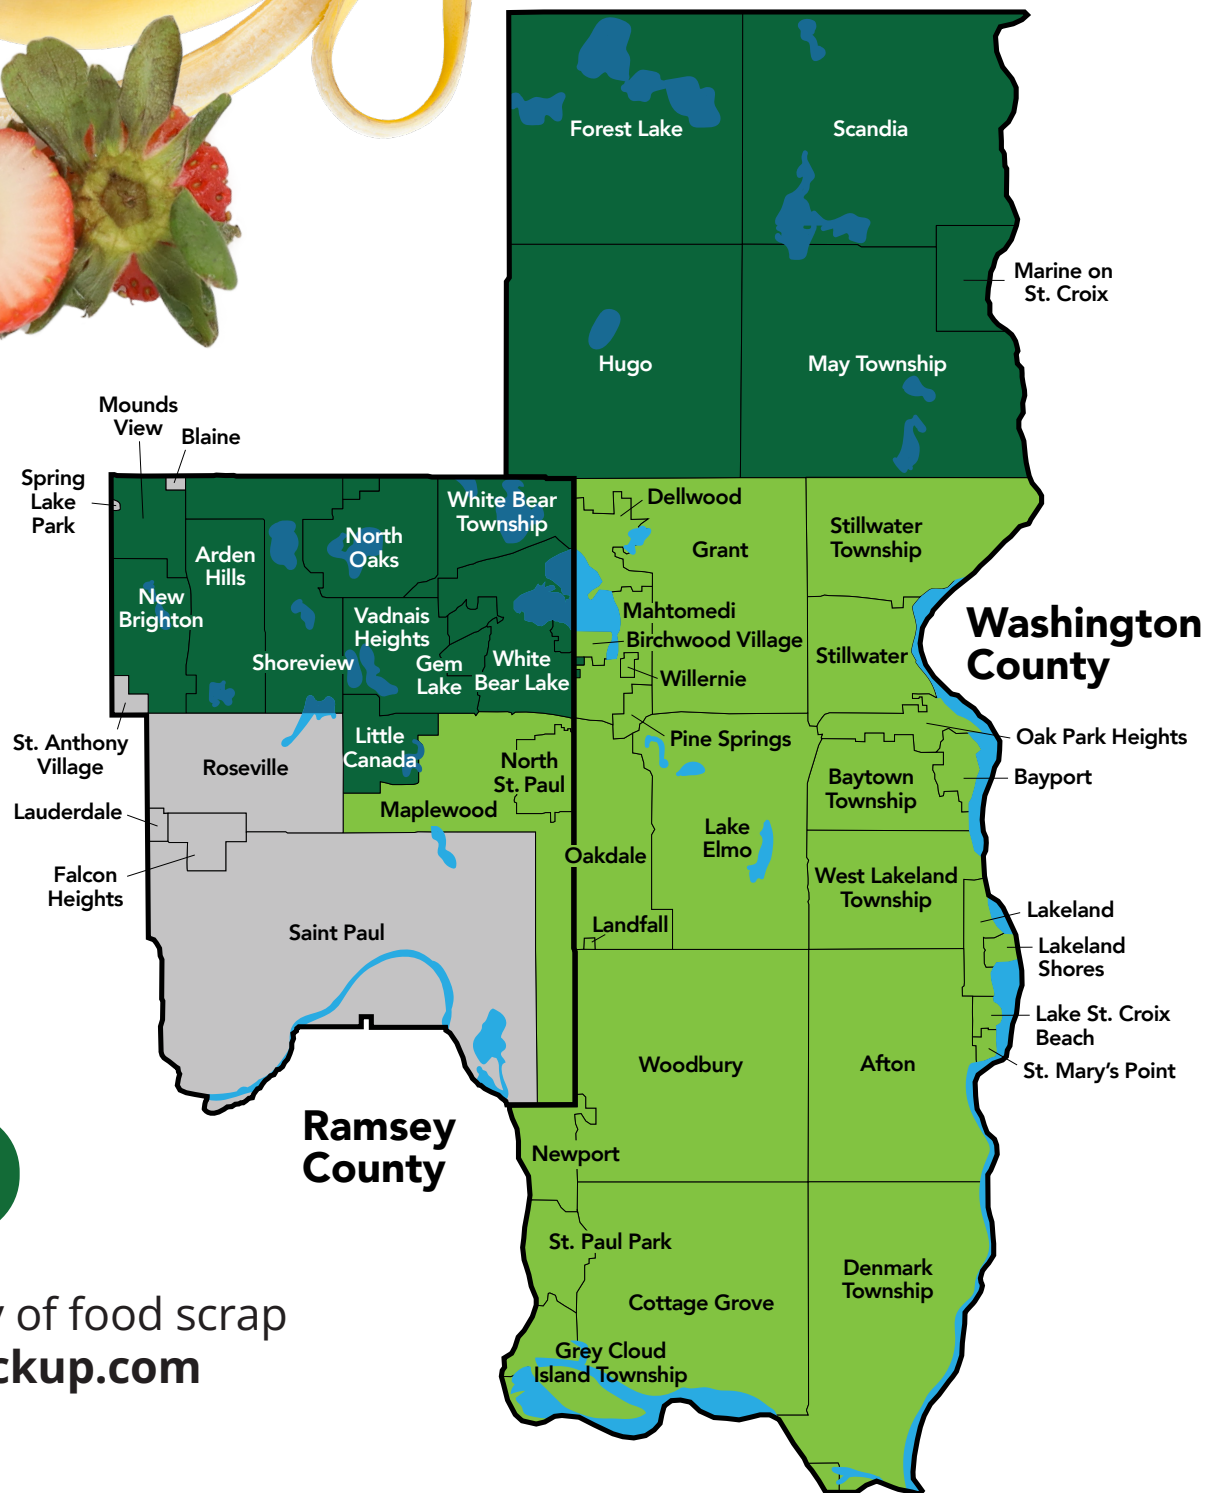 Forest Lake
Scandia
Marine on
St. Croix
Hugo
May Township
Mounds
View
Blaine
Spring
Lake
Park
White Bear
Township
North
Oaks
Arden
Hills
New
Brighton
Vadnais
Heights
Shoreview
Gem
Lake
White
Bear Lake
Dellwood
Grant
Stillwater
Township
Mahtomedi
Birchwood Village
Willernie
Stillwater
Washington
County
St. Anthony
Village
Roseville
Little
Canada
North
St. Paul
Maplewood
Pine Springs
Oak Park Heights
Baytown
Township
Bayport
Lauderdale
Falcon
Heights
Lake
Elmo
Oakdale
West Lakeland
Township
Landfall
Lakeland
Lakeland
Shores
Saint Paul
Lake St. Croix
Beach
St. Mary's Point
Woodbury
Afton
Ramsey
County
Newport
St. Paul Park
Denmark
Township
Cottage Grove
Grey Cloud
Island Township
of food scrap
ckup.com